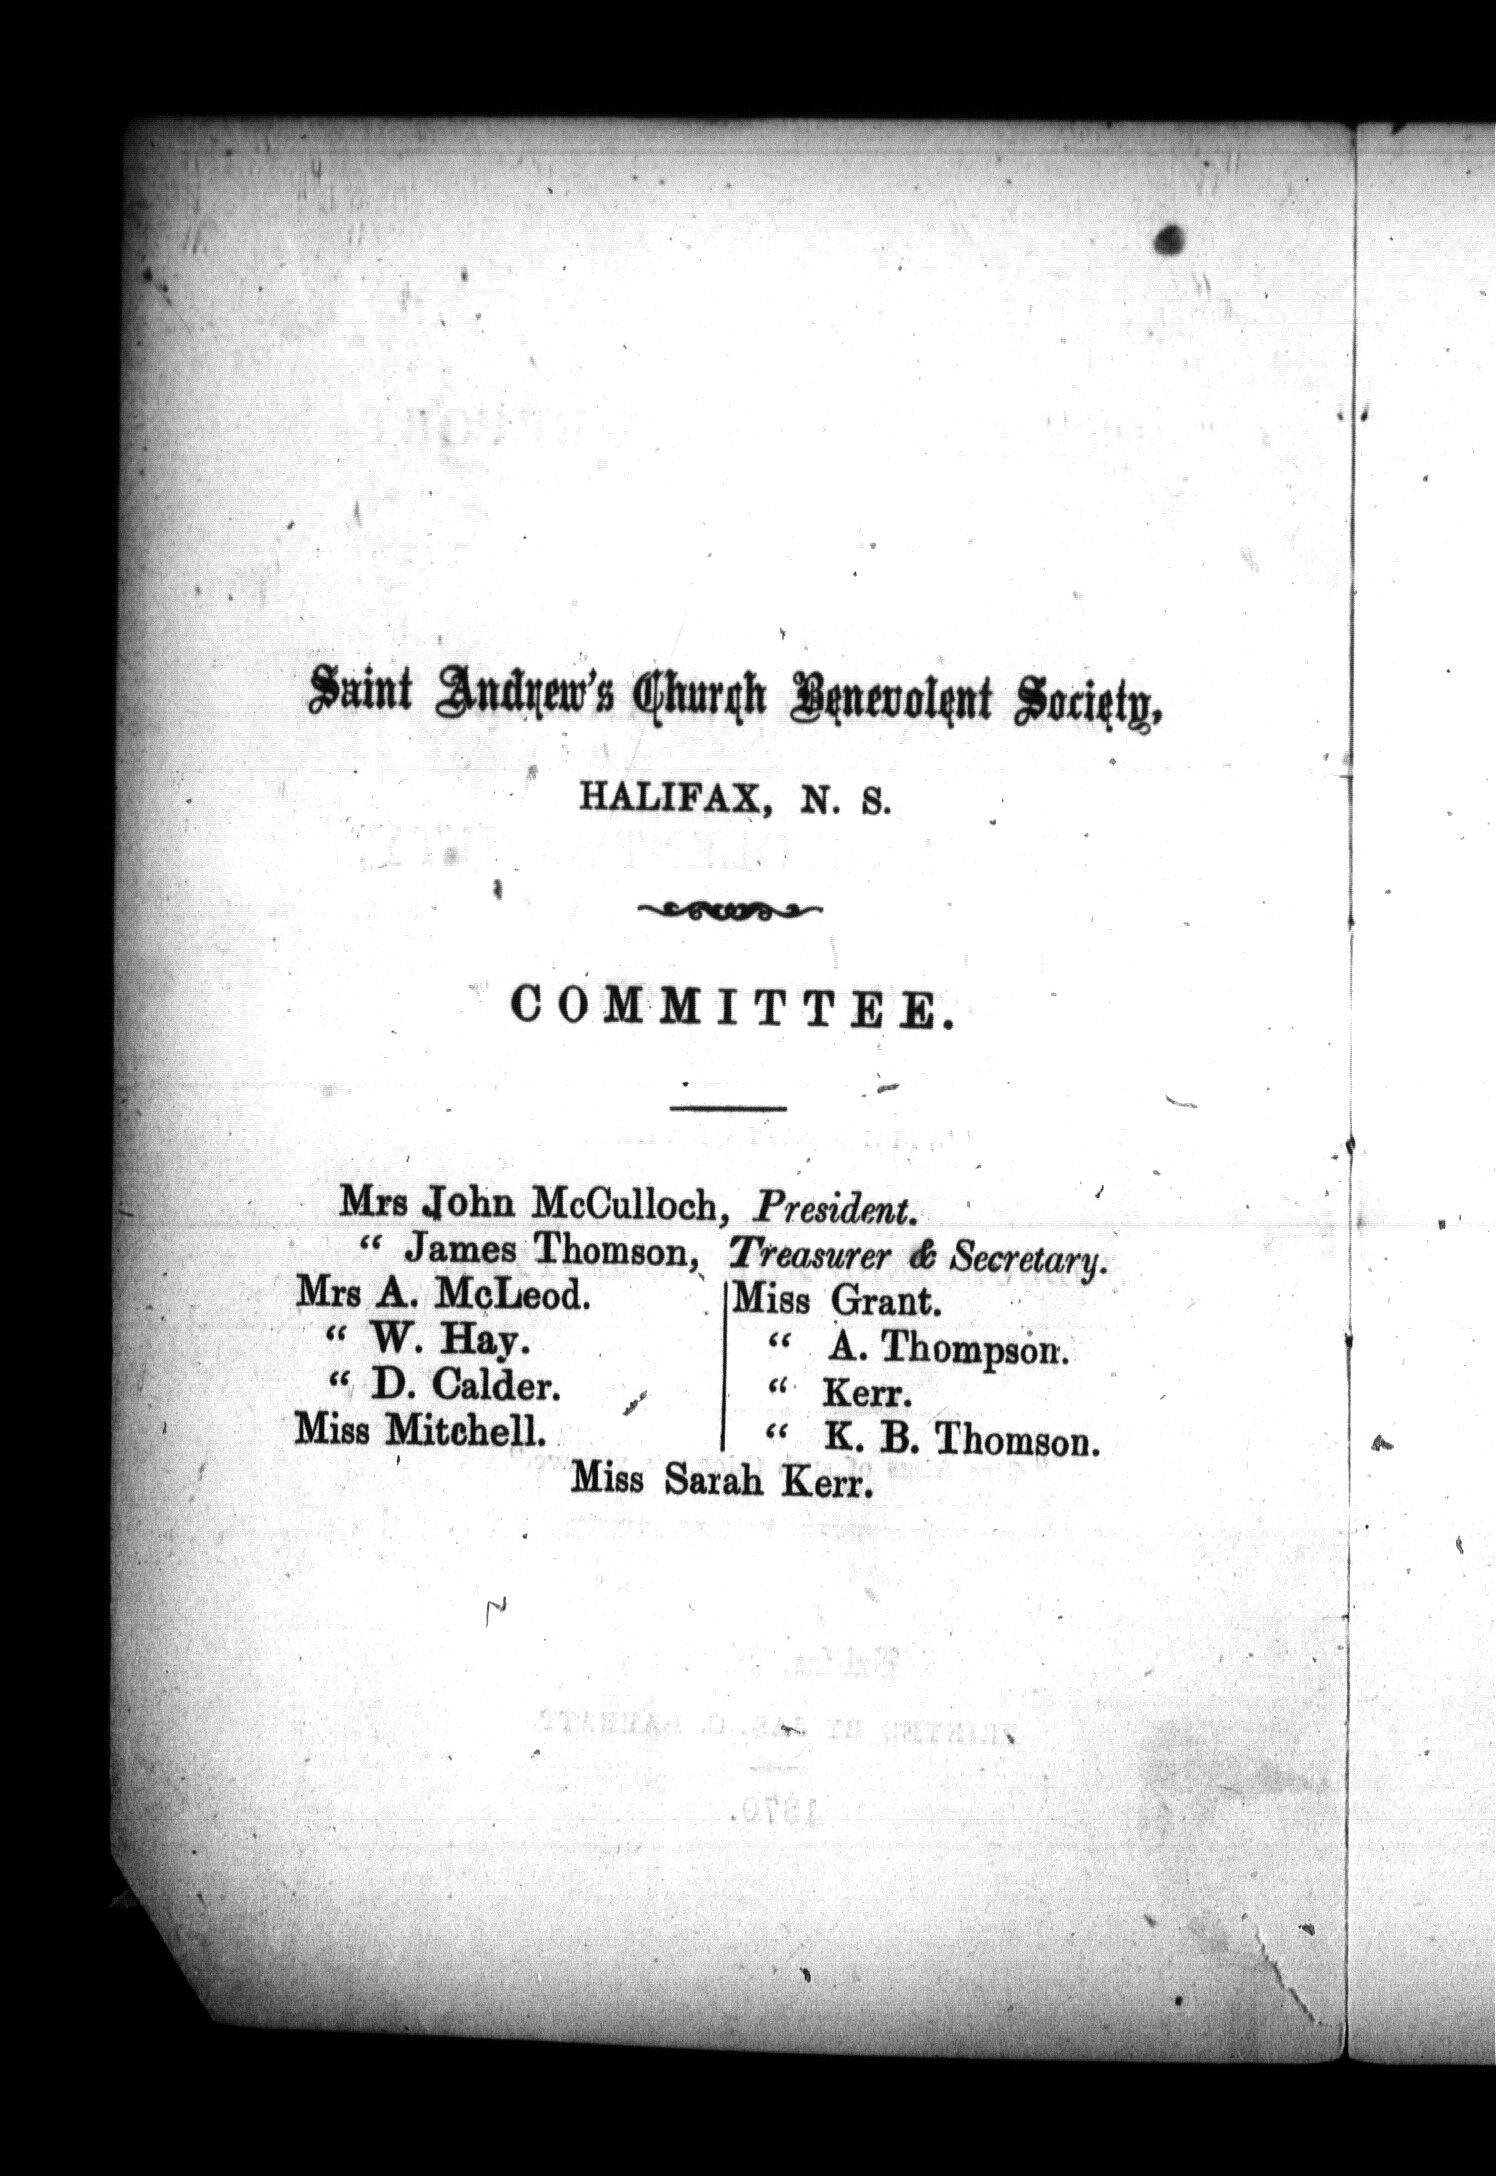 Saint Andrew's Church Benevolent Society,
HALIFAX, N. S.
COMMITTEE.
Mrs John McCulloch, President.
“ James Thomson, Treasurer & Secretary.
Mrs A. McLeod.
“ W. Hay.
“ D. Calder.
Miss Mitchell.
Miss Grant.
“ A. Thompson.
“ Kerr.
“ K. B. Thomson.
Miss Sarah Kerr.